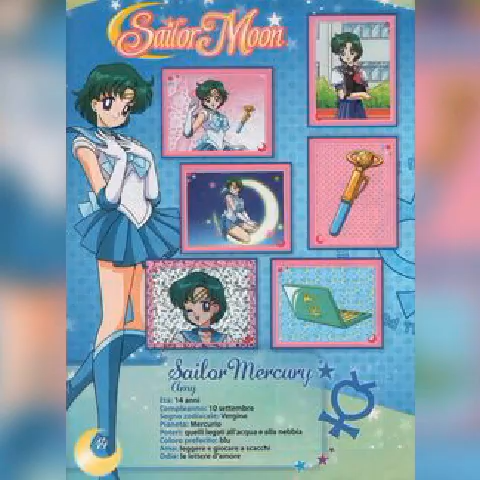 Sailor Moon
Sailor Mercury
Amy
Età: 14 anni
Compleanno: 10 settembre
Segno zodiacale: Vergine
Pianeta: Mercurio
Poteri: quelli legati all'acqua e alla nebbia
Colore preferito: Blu
Ama: leggere e giocare a scacchi
Odia: le lettere d'amore